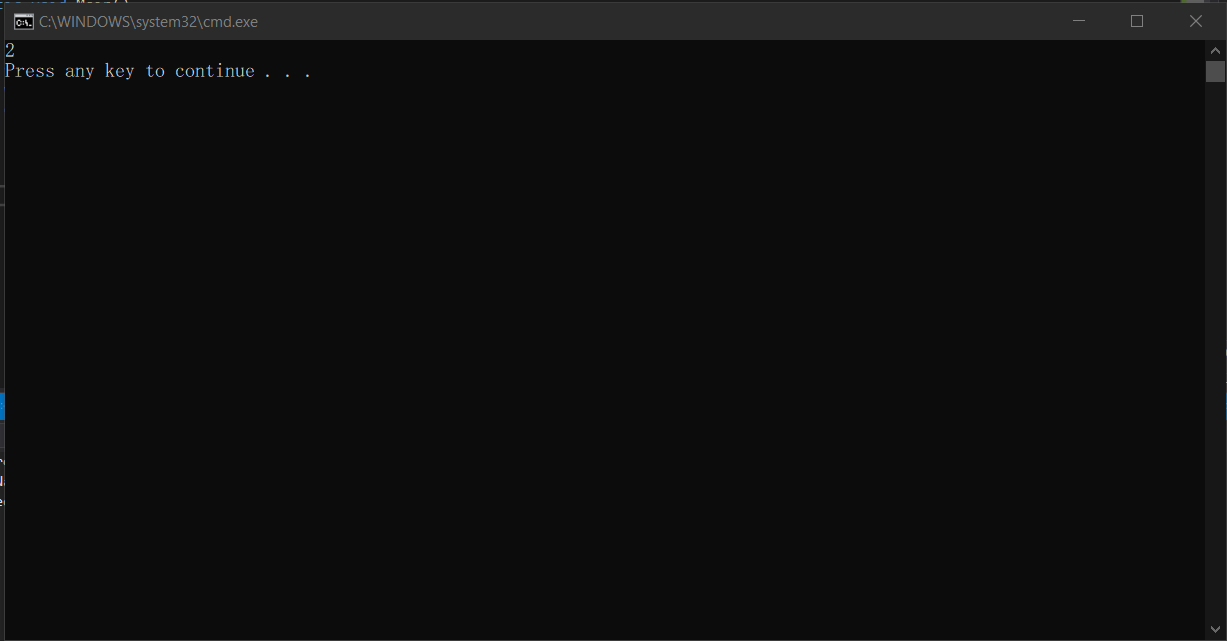 C:\WINDOWS\system32\cmd.exe
2
Press any key to continue . . .